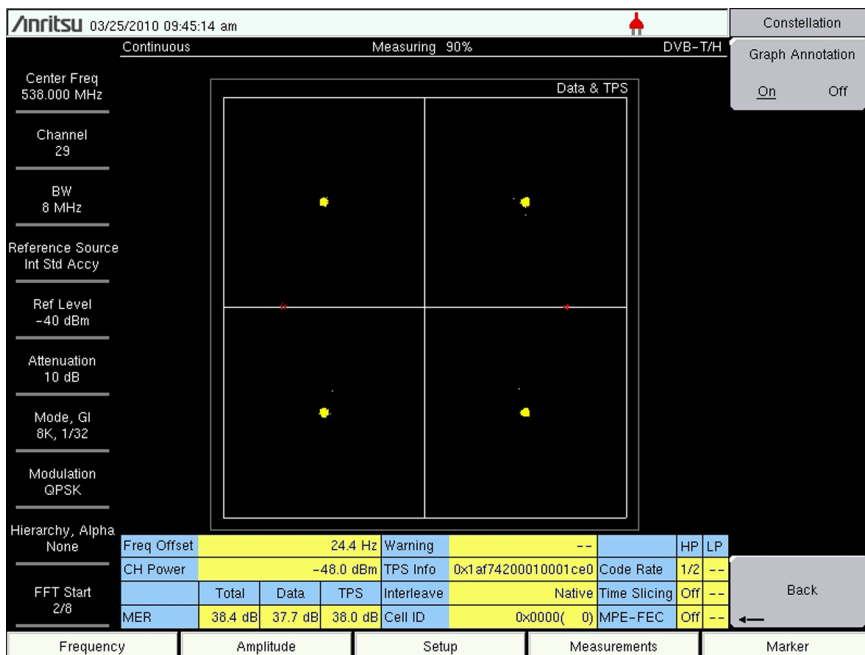 Anritsu 03/25/2010 09:45:14 am
Constellation
Continuous Measuring 90% DVB-T/H
Graph Annotation
On Off
Data & TPS
Center Freq
538.000 MHz
Channel
29
BW
8 MHz
Reference Source
Int Std Accy
Ref Level
-40 dBm
Attenuation
10 dB
Mode, GI
8K, 1/32
Modulation
QPSK
Hierarchy, Alpha
None
FFT Start
2/8
Freq Offset 24.4 Hz Warning -- HP LP
CH Power -48.0 dBm TPS Info 0x1af74200010001ce0 Code Rate 1/2 --
Total Data TPS Interleave Native Time Slicing Off --
MER 38.4 dB 37.7 dB 38.0 dB Cell ID 0x0000( 0) MPE-FEC Off --
Back
Frequency Amplitude Setup Measurements Marker